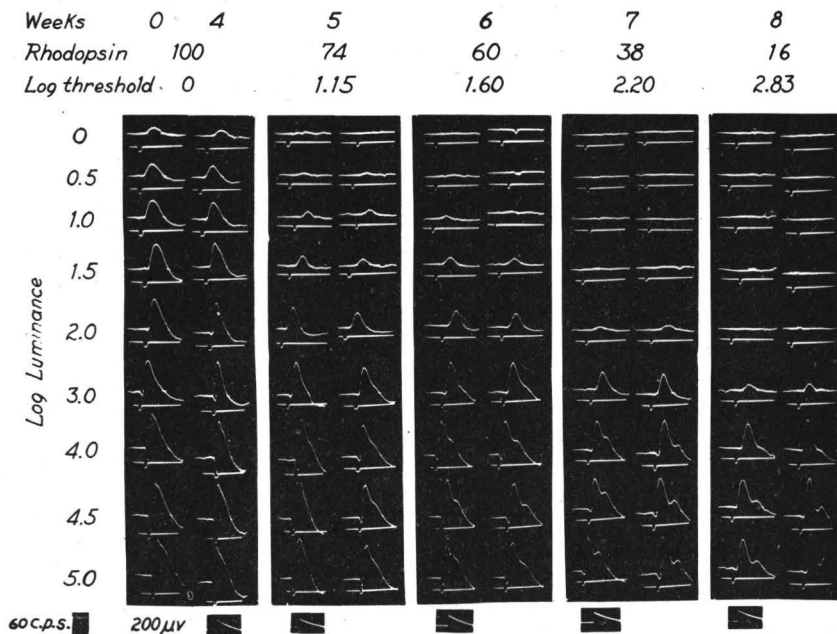 Weeks 0 4 5 6 7 8
Rhodopsin 100 74 60 38 16
Log threshold 0 1.15 1.60 2.20 2.83
0
0.5
1.0
1.5
Log Luminance
2.0
3.0
4.0
4.5
5.0
60 c.p.s. 200 μv